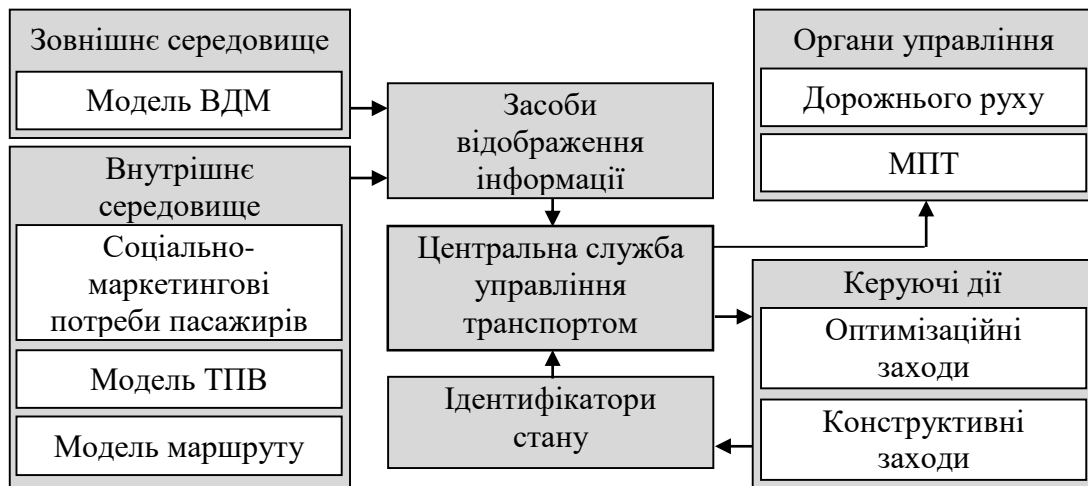 Зовнішнє середовище
Модель ВДМ
Внутрішнє
середовище
Соціально-
маркетингові
потреби пасажирів
Модель ТПВ
Модель маршруту
Засоби
відображення
інформації
Центральна служба
управління
транспортом
Ідентифікатори
стану
Органи управління
Дорожнього руху
МПТ
Керуючі дії
Оптимізаційні
заходи
Конструктивні
заходи